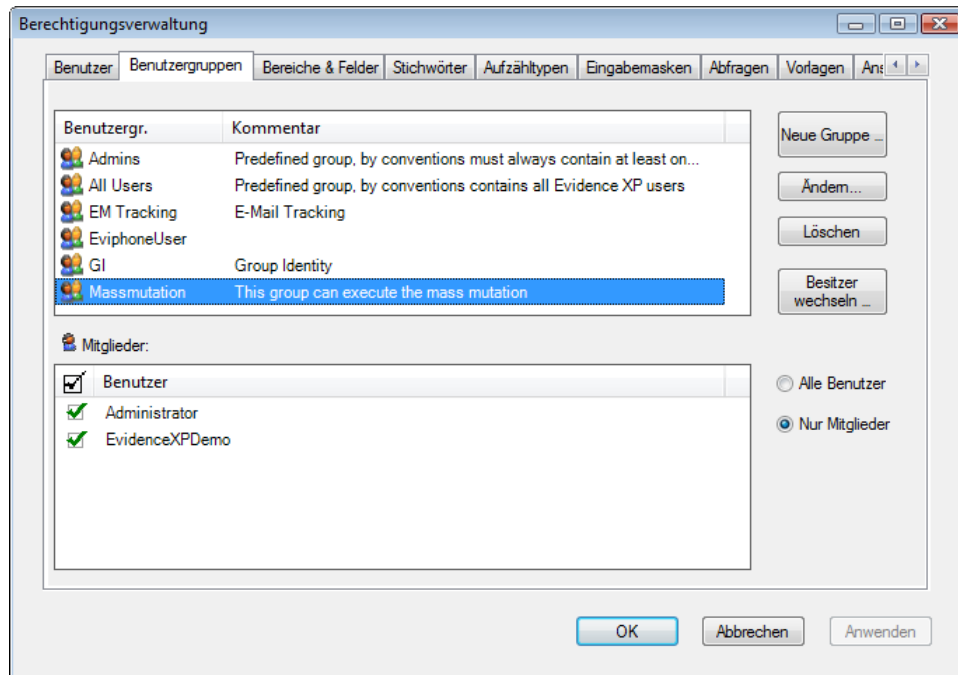 Berechtigungsverwaltung
Benutzer Benutzergruppen Bereiche & Felder Stichwörter Aufzähltypen Eingabemasken Abfragen Vorlagen
Benutzergr. Kommentar
Admins Predefined group, by conventions must always contain at least on...
All Users Predefined group, by conventions contains all Evidence XP users
EM Tracking E-Mail Tracking
EviphoneUser
GI Group Identity
Massmutation This group can execute the mass mutation
Neue Gruppe ...
Ändern...
Löschen
Besitzer
wechseln ...
Mitglieder:
Benutzer
Administrator
EvidenceXPDemo
Alle Benutzer
Nur Mitglieder
OK Abbrechen Anwenden